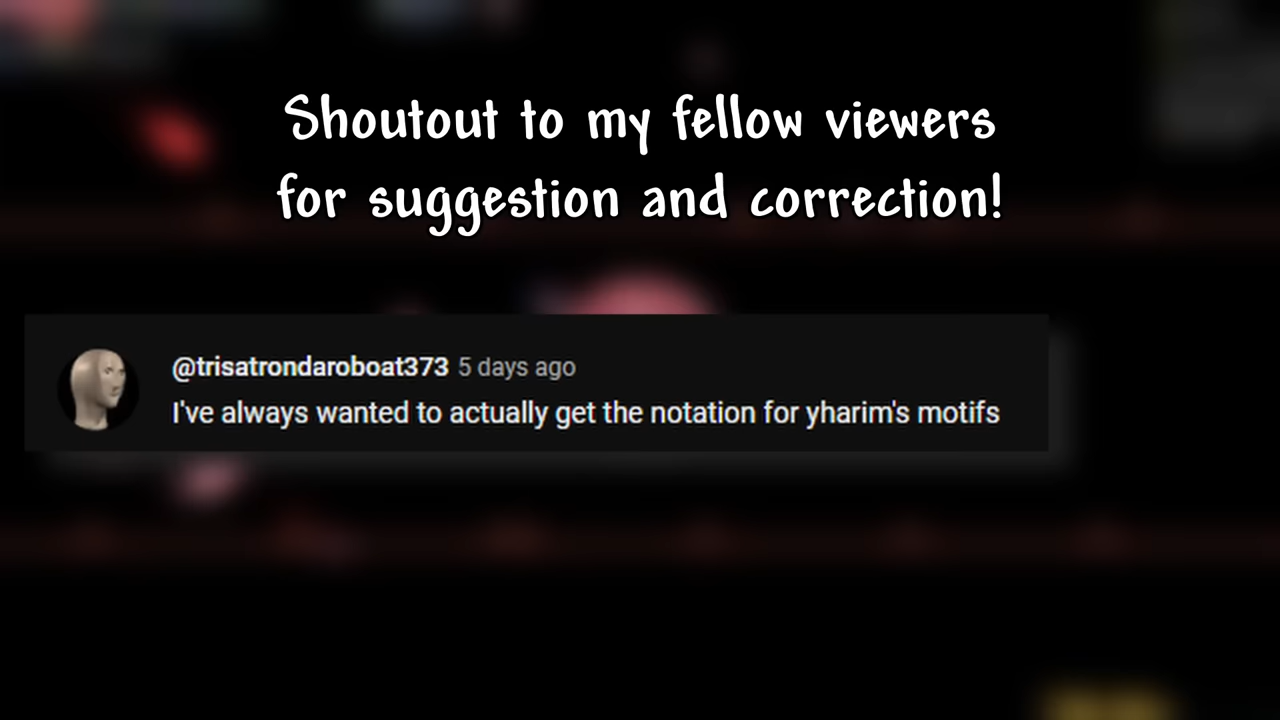 Shoutout to my fellow viewers
for suggestion and correction!
@trisatrondaroboat373 5 days ago
I've always wanted to actually get the notation for yharim's motifs